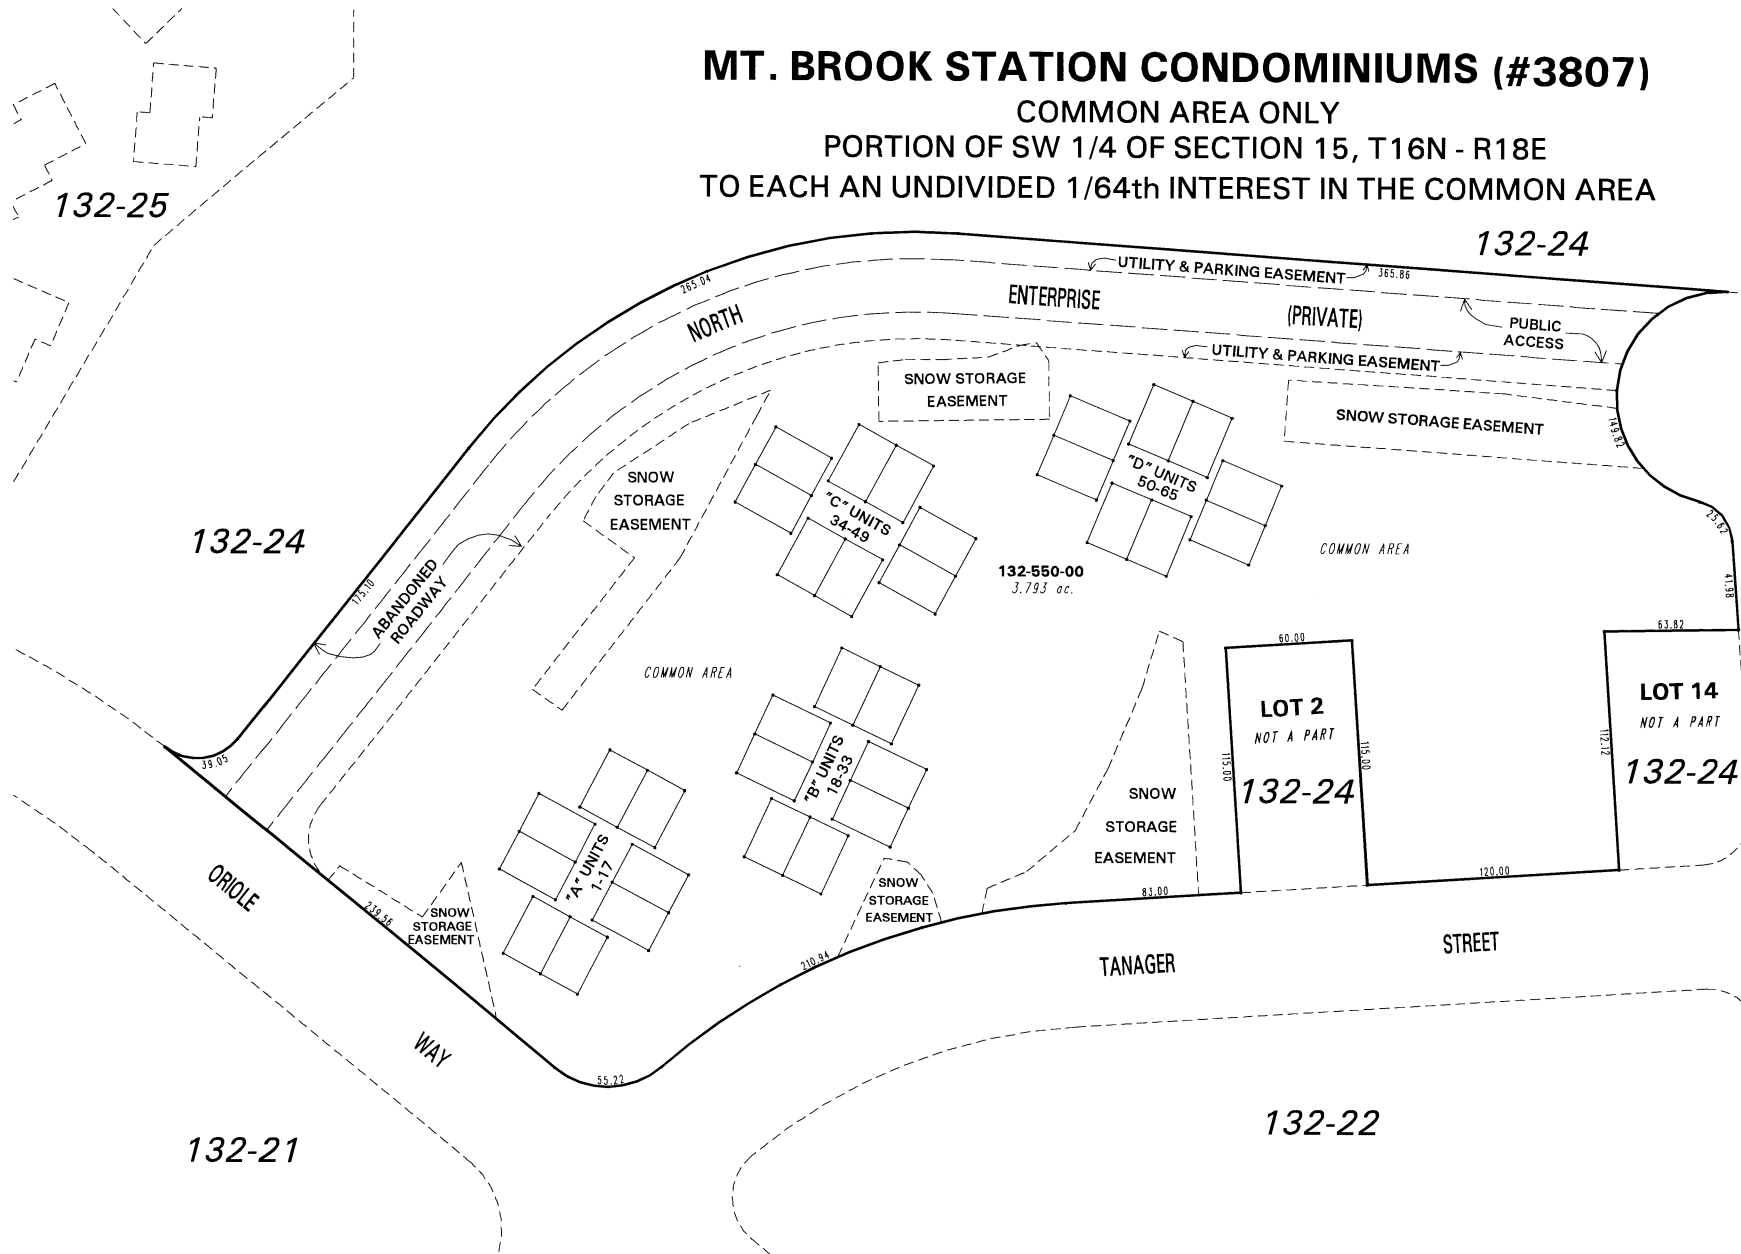 MT. BROOK STATION CONDOMINIUMS (#3807)
COMMON AREA ONLY
PORTION OF SW 1/4 OF SECTION 15, T16N - R18E
TO EACH AN UNDIVIDED 1/64th INTEREST IN THE COMMON AREA
132-25
132-24
UTILITY & PARKING EASEMENT
365.86
265.04
NORTH
ENTERPRISE
(PRIVATE)
PUBLIC
ACCESS
UTILITY & PARKING EASEMENT
SNOW STORAGE
EASEMENT
SNOW STORAGE EASEMENT
149.82
SNOW
STORAGE
EASEMENT
"C" UNITS
34-49
"D" UNITS
50-65
25.62
132-24
COMMON AREA
132-550-00
3.793 ac.
175.10
ABANDONED
ROADWAY
41.98
63.82
60.00
COMMON AREA
LOT 2
NOT A PART
132-24
115.00
115.00
LOT 14
NOT A PART
132-24
112.12
39.05
"B" UNITS
18-33
SNOW
STORAGE
EASEMENT
"A" UNITS
1-17
ORIOLE
239.56
SNOW
STORAGE
EASEMENT
SNOW
STORAGE
EASEMENT
83.00
120.00
210.94
TANAGER
STREET
WAY
55.22
132-21
132-22